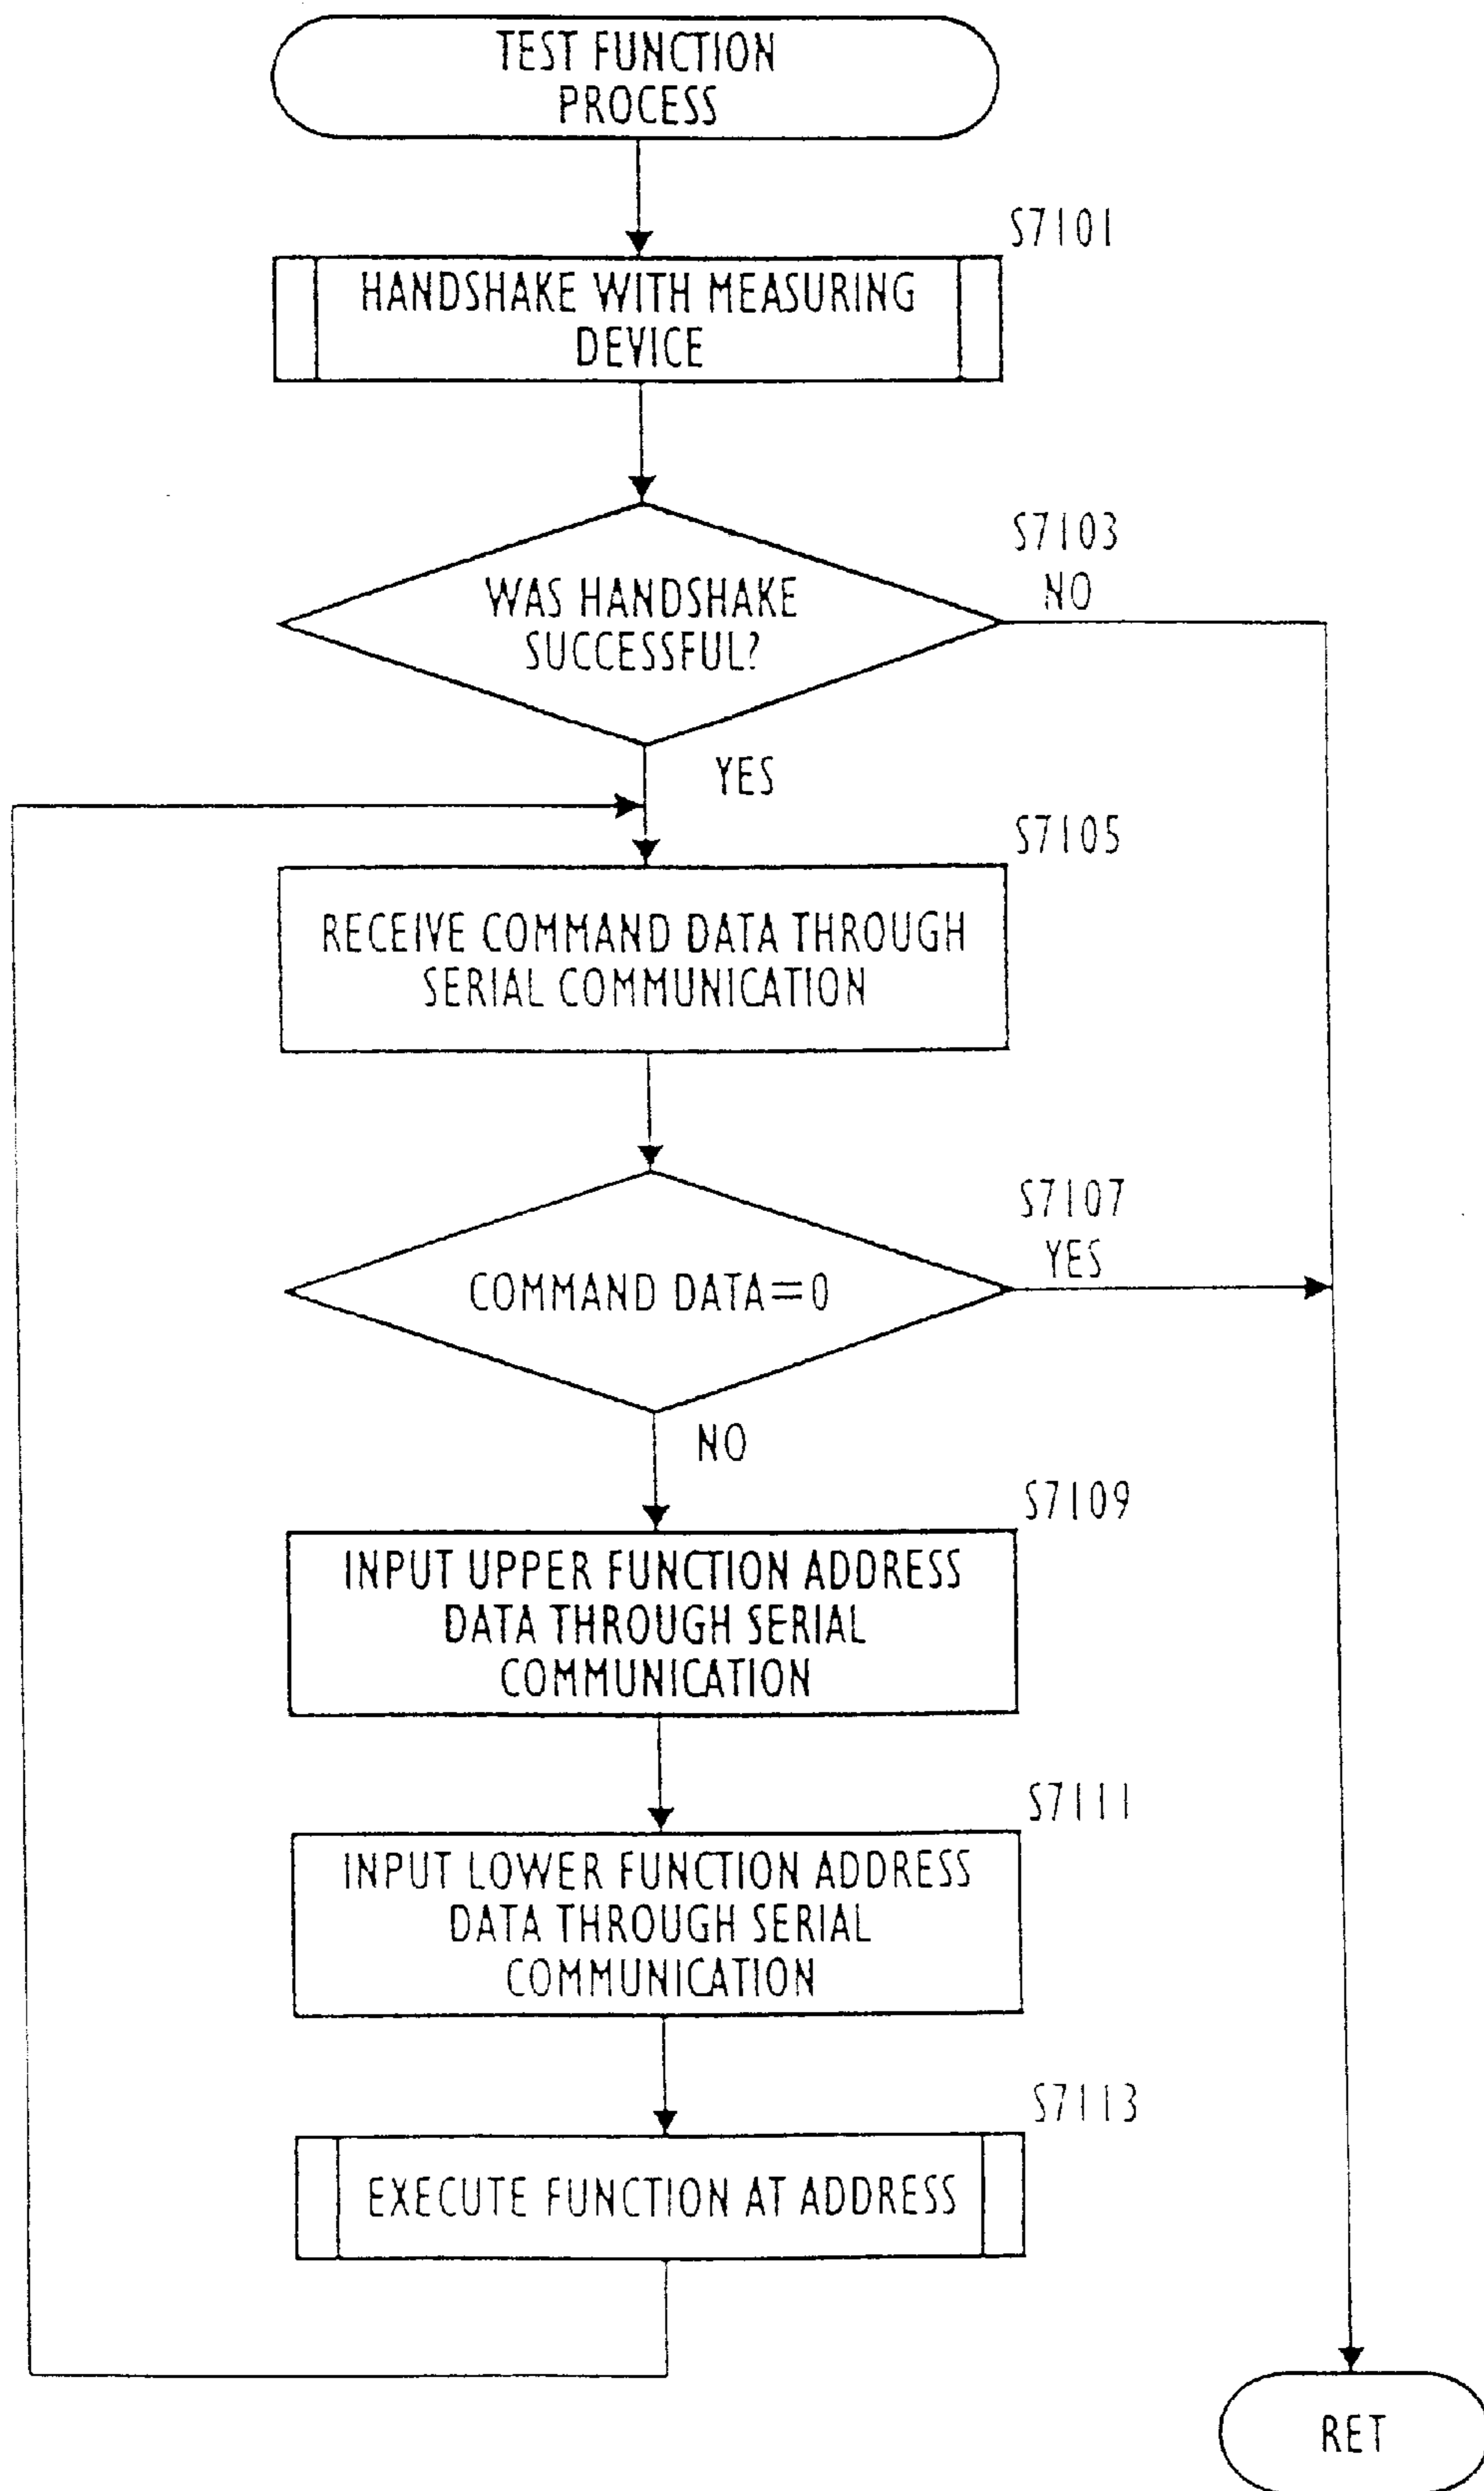 TEST FUNCTION
PROCESS
S7101
HANDSHAKE WITH MEASURING
DEVICE
S7103
NO
WAS HANDSHAKE
SUCCESSFUL?
YES
S7105
RECEIVE COMMAND DATA THROUGH
SERIAL COMMUNICATION
S7107
YES
COMMAND DATA=0
NO
S7109
INPUT UPPER FUNCTION ADDRESS
DATA THROUGH SERIAL
COMMUNICATION
S7111
INPUT LOWER FUNCTION ADDRESS
DATA THROUGH SERIAL
COMMUNICATION
S7113
EXECUTE FUNCTION AT ADDRESS
RET